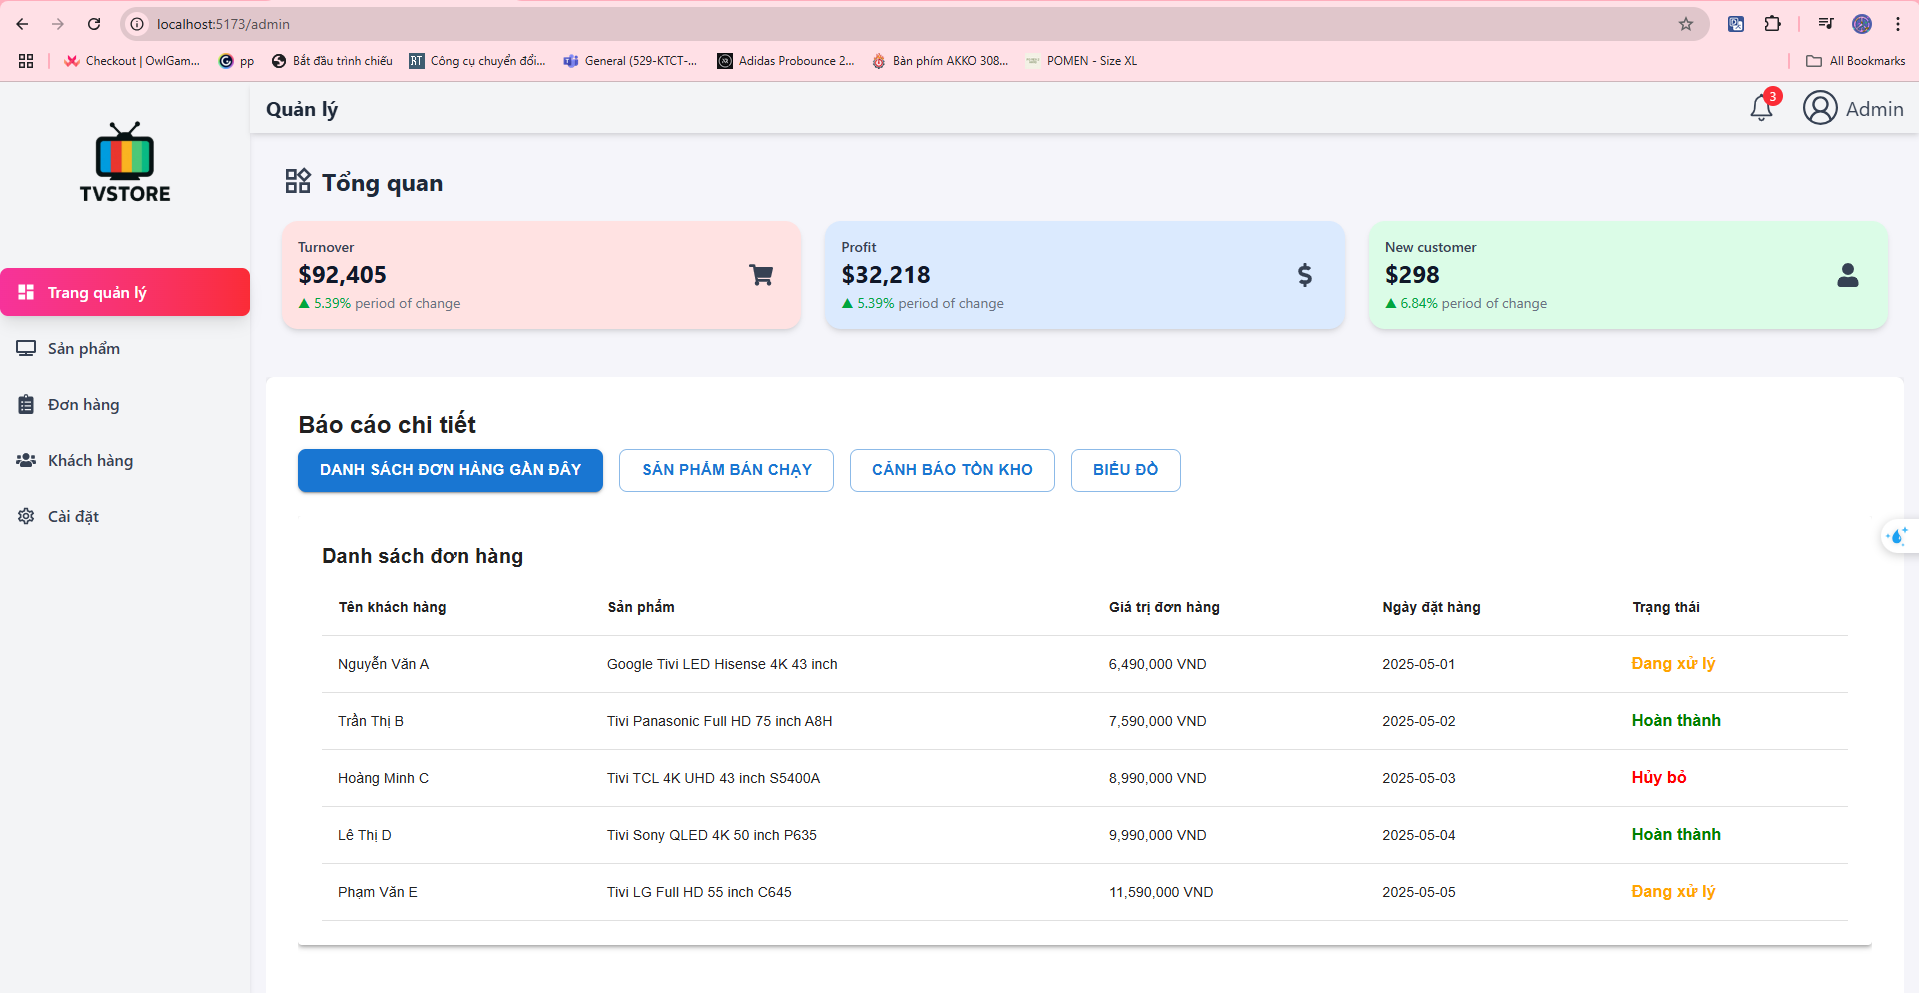 localhost:5173/admin
Checkout | OwlGam...
pp
Bắt đầu trình chiếu
RT
Công cụ chuyển đổi...
General (529-KTCT-...
Adidas Probounce 2...
Bàn phím AKKO 308...
POMEN - Size XL
All Bookmarks
TVSTORE
Quản lý
3
Admin
Trang quản lý
Sản phẩm
Đơn hàng
Khách hàng
Cài đặt
Tổng quan
Turnover
$92,405
▲ 5.39% period of change
Profit
$32,218
▲ 5.39% period of change
$
New customer
$298
▲ 6.84% period of change
Báo cáo chi tiết
DANH SÁCH ĐƠN HÀNG GẦN ĐÂY
SẢN PHẨM BÁN CHẠY
CẢNH BÁO TỒN KHO
BIỂU ĐỒ
Danh sách đơn hàng
Tên khách hàng Sản phẩm Giá trị đơn hàng Ngày đặt hàng Trạng thái
Nguyễn Văn A Google Tivi LED Hisense 4K 43 inch 6,490,000 VND 2025-05-01 Đang xử lý
Trần Thị B Tivi Panasonic Full HD 75 inch A8H 7,590,000 VND 2025-05-02 Hoàn thành
Hoàng Minh C Tivi TCL 4K UHD 43 inch S5400A 8,990,000 VND 2025-05-03 Hủy bỏ
Lê Thị D Tivi Sony QLED 4K 50 inch P635 9,990,000 VND 2025-05-04 Hoàn thành
Phạm Văn E Tivi LG Full HD 55 inch C645 11,590,000 VND 2025-05-05 Đang xử lý